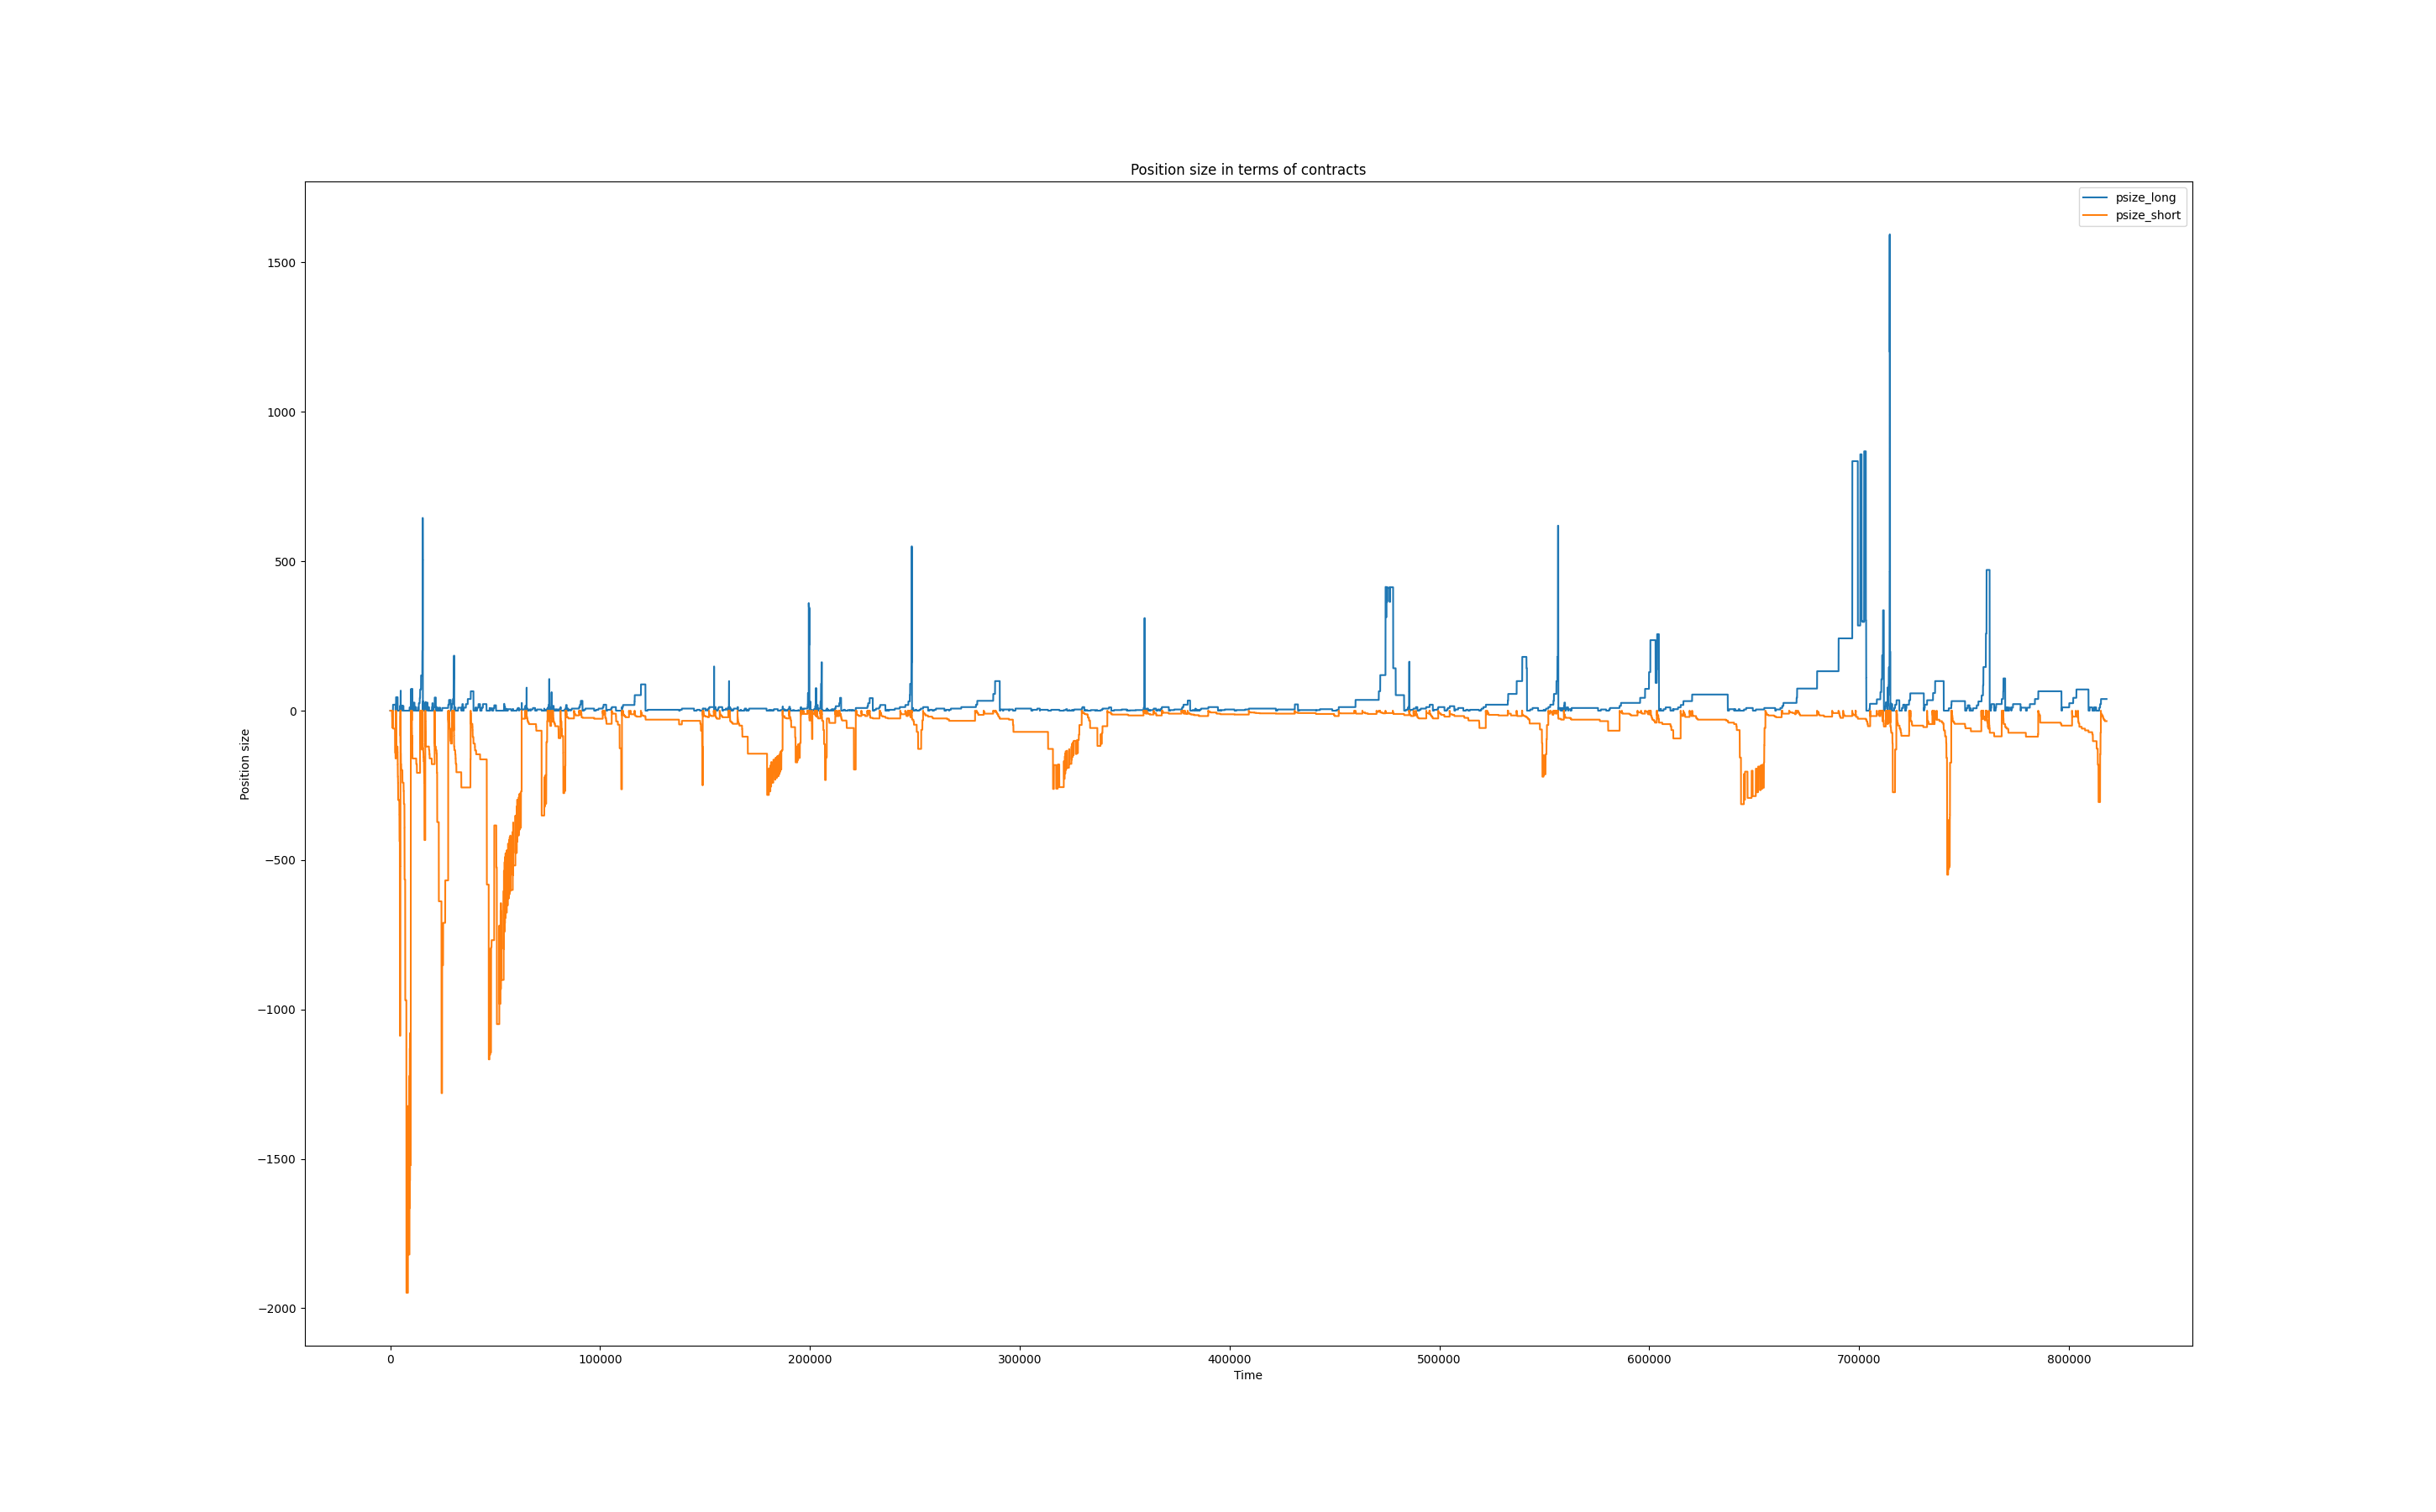 Position size in terms of contracts
psize_long
psize_short
1500
1000
500
0
−500
−1000
−1500
−2000
Position size
0 100000 200000 300000 400000 500000 600000 700000 800000
Time